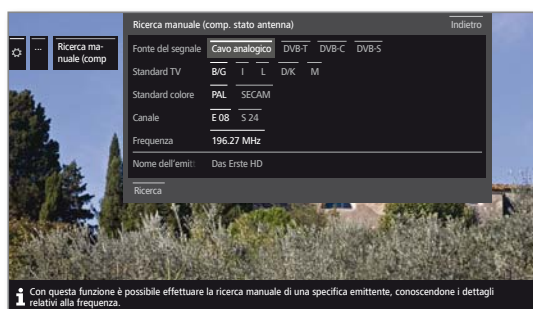 Ricerca manuale (comp. stato antenna) Indietro
... Ricerca ma-
nuale (comp
Fonte del segnale Cavo analogico DVB-T DVB-C DVB-S
Standard TV B/G I L D/K M
Standard colore PAL SECAM
Canale E 08 S 24
Frequenza 196.27 MHz
Nome dell'emitt Das Erste HD
Ricerca
Con questa funzione è possibile effettuare la ricerca manuale di una specifica emittente, conoscendone i dettagli
relativi alla frequenza.